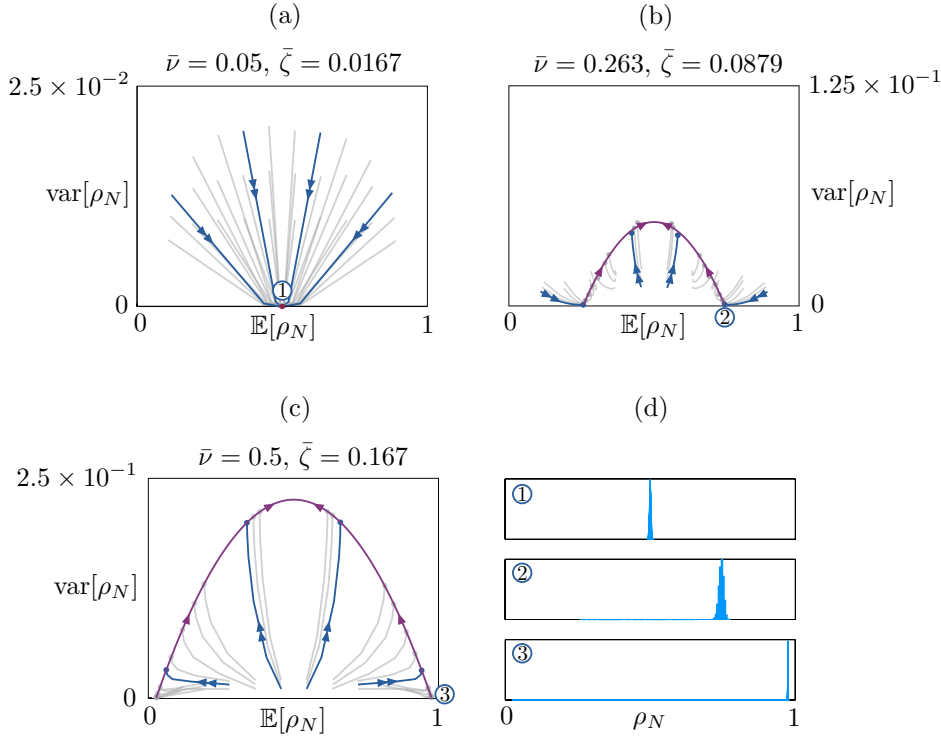 (a)
ν̄ = 0.05, ζ̄ = 0.0167
2.5 × 10⁻²
var[ρ_N]
0
①
0
𝔼[ρ_N]
1
(b)
ν̄ = 0.263, ζ̄ = 0.0879
1.25 × 10⁻¹
var[ρ_N]
0
②
0
𝔼[ρ_N]
1
(c)
ν̄ = 0.5, ζ̄ = 0.167
2.5 × 10⁻¹
var[ρ_N]
0
③
0
𝔼[ρ_N]
1
(d)
①
②
③
0
ρ_N
1